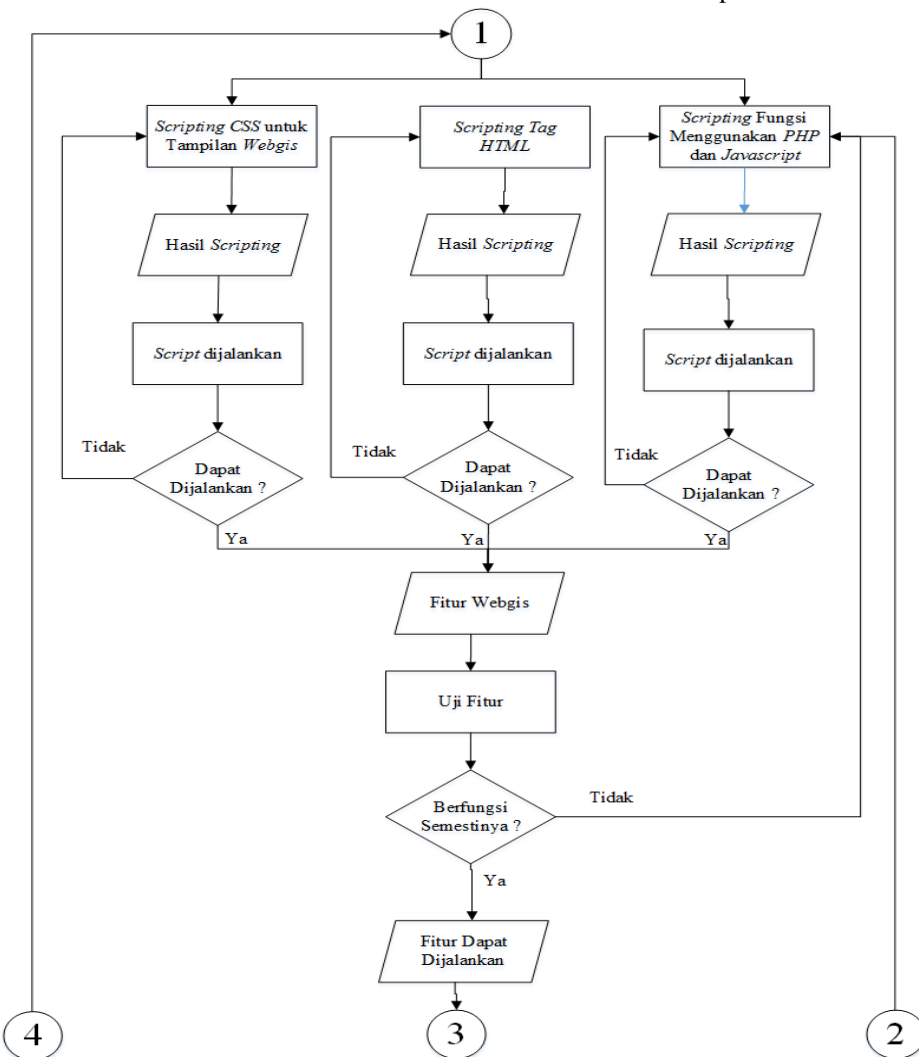 1
Scripting CSS untuk
Tampilan Webgis
Scripting Tag
HTML
Scripting Fungsi
Menggunakan PHP
dan Javascript
Hasil Scripting
Hasil Scripting
Hasil Scripting
Script dijalankan
Script dijalankan
Script dijalankan
Tidak
Dapat
Dijalankan ?
Tidak
Dapat
Dijalankan ?
Tidak
Dapat
Dijalankan ?
Ya
Ya
Ya
Fitur Webgis
Uji Fitur
Berfungsi
Semestinya ?
Tidak
Ya
Fitur Dapat
Dijalankan
4
3
2